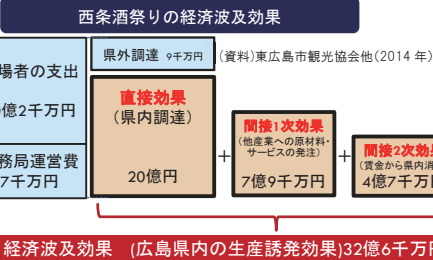 西条酒祭りの経済波及効果
県外調達 9千万円
(資料)東広島市観光協会他(2014年)
場者の支出
億2千万円
直接効果
(県内調達)
20億円
務局運営費
7千万円
+
間接1次効果
(他産業への原材料・
サービスの発注)
7億9千万円
+
間接2次効果
(賃金から県内消
4億7千万円
経済波及効果 (広島県内の生産誘発効果)32億6千万円